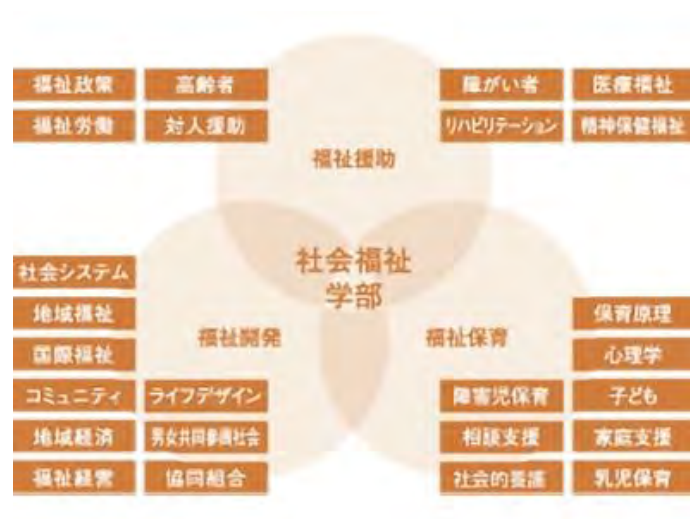 福祉政策
高齢者
福祉労働
対人援助
障がい者
医療福祉
リハビリテーション
精神保健福祉
福祉援助
社会福祉
学部
福祉開発
福祉保育
社会システム
地域福祉
国際福祉
コミュニティ
ライフデザイン
地域経済
男女共同参画社会
福祉経営
協同組合
保育原理
心理学
障害児保育
子ども
相談支援
家庭支援
社会的養護
乳児保育